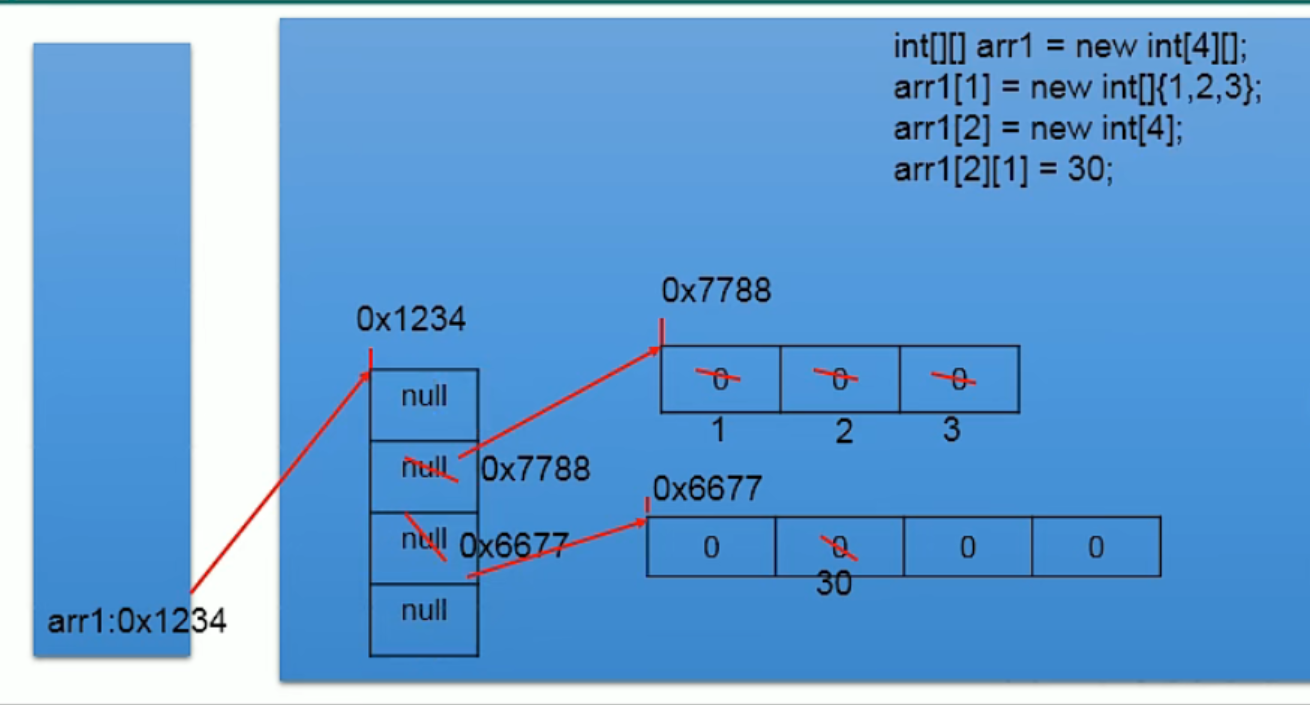 int[][] arr1 = new int[4][];
arr1[1] = new int[]{1,2,3};
arr1[2] = new int[4];
arr1[2][1] = 30;
0x7788
0x1234
0 0 0
null
1 2 3
null 0x7788
0x6677
null 0x6677
0 0 0 0
30
null
arr1:0x1234